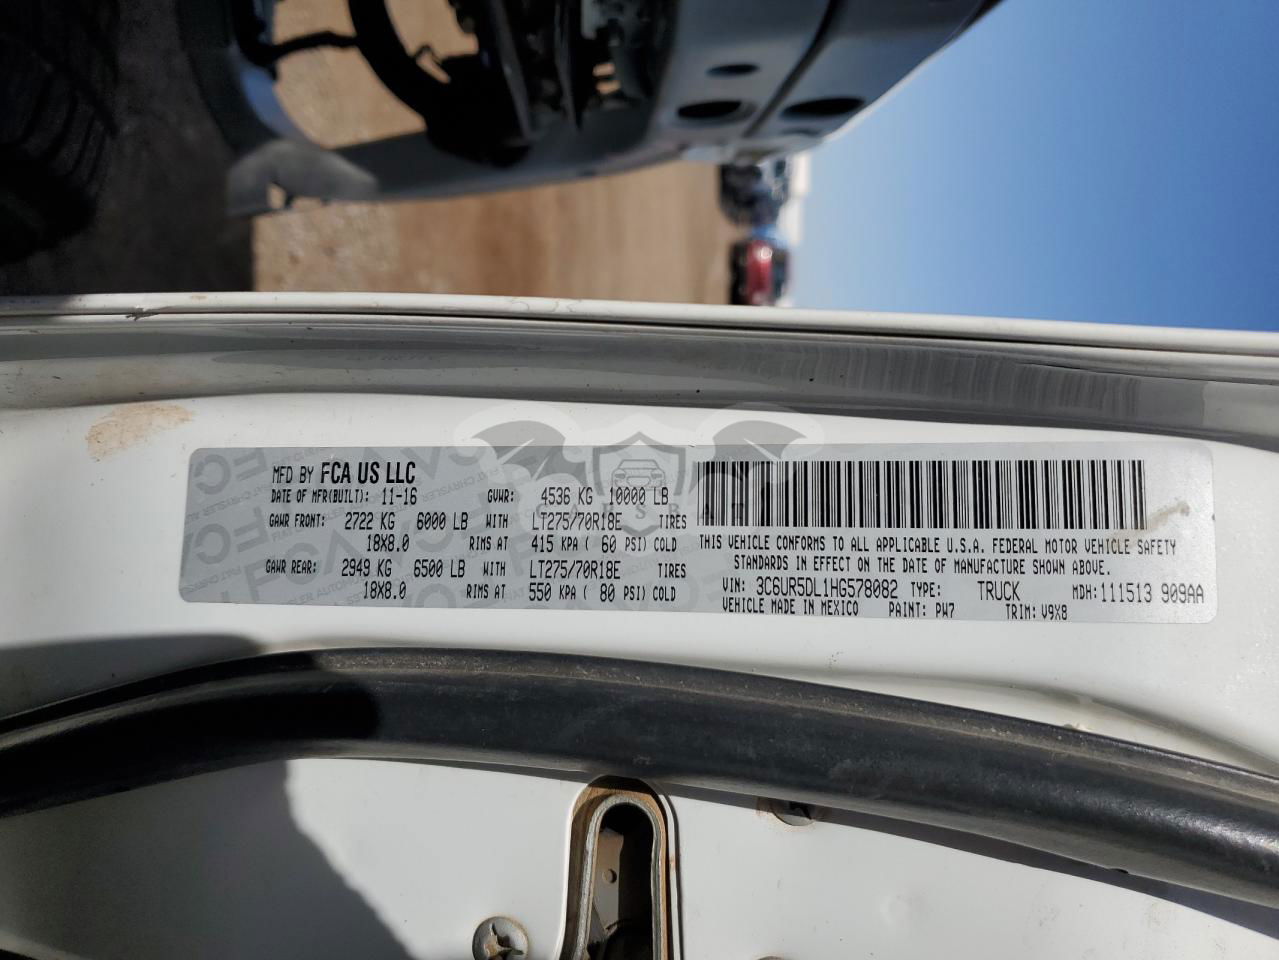 MFD BY FCA US LLC
DATE OF MFR(BUILT): 11-16 GVWR: 4536 KG 10000 LB
GAWR FRONT: 2722 KG 6000 LB WITH LT275/70R18E TIRES
18X8.0 RIMS AT 415 KPA ( 60 PSI) COLD
GAWR REAR: 2949 KG 6500 LB WITH LT275/70R18E TIRES
18X8.0 RIMS AT 550 KPA ( 80 PSI) COLD
THIS VEHICLE CONFORMS TO ALL APPLICABLE U.S.A. FEDERAL MOTOR VEHICLE SAFETY
STANDARDS IN EFFECT ON THE DATE OF MANUFACTURE SHOWN ABOVE.
VIN: 3C6UR5DL1HG578082 TYPE: TRUCK MDH: 111513 909AA
VEHICLE MADE IN MEXICO PAINT: PW7 TRIM: V9X8
CARSBAT